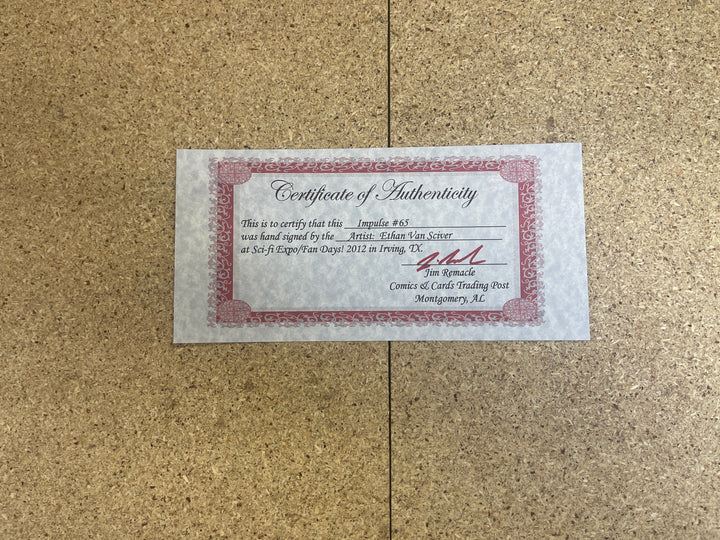 Certificate of Authenticity
This is to certify that this Impulse #65
was hand signed by the Artist: Ethan Van Sciver
at Sci-fi Expo/Fan Days! 2012 in Irving, TX.
Jim Remacle
Comics & Cards Trading Post
Montgomery, AL